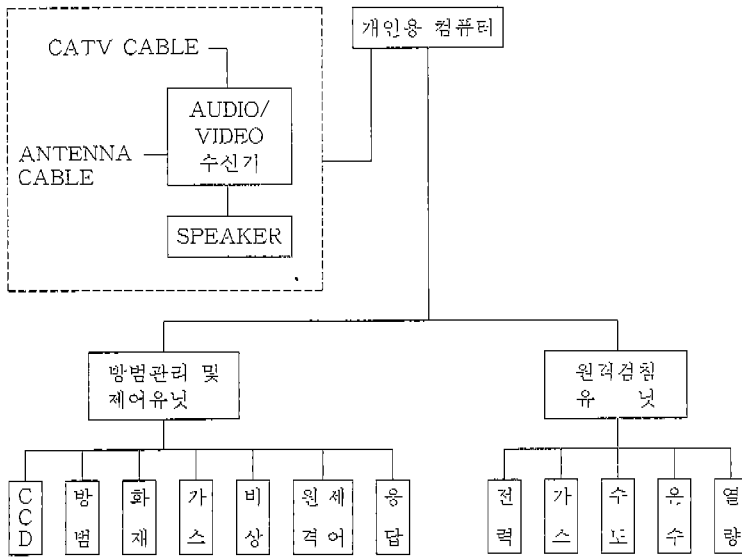 개인용 컴퓨터
CATV CABLE
AUDIO/
VIDEO
수신기
ANTENNA
CABLE
SPEAKER
방범관리 및
제어유닛
원격검침
유 닛
CCD
방범
화재
가스
비상
원격제어
응답
전력
가스
수도
온수
열량